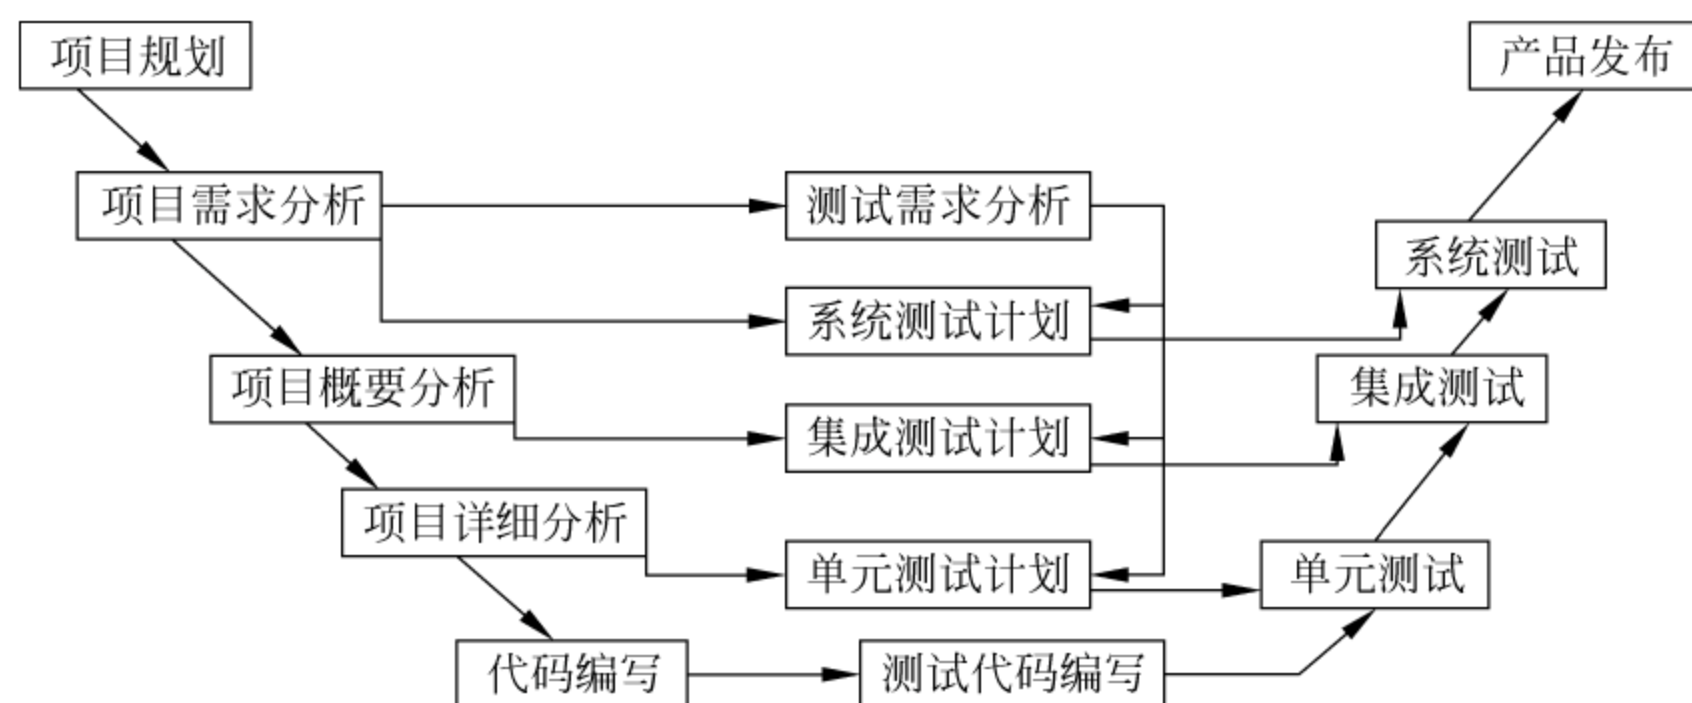 项目规划
产品发布
项目需求分析
测试需求分析
系统测试
系统测试计划
项目概要分析
集成测试
集成测试计划
项目详细分析
单元测试计划
单元测试
代码编写
测试代码编写